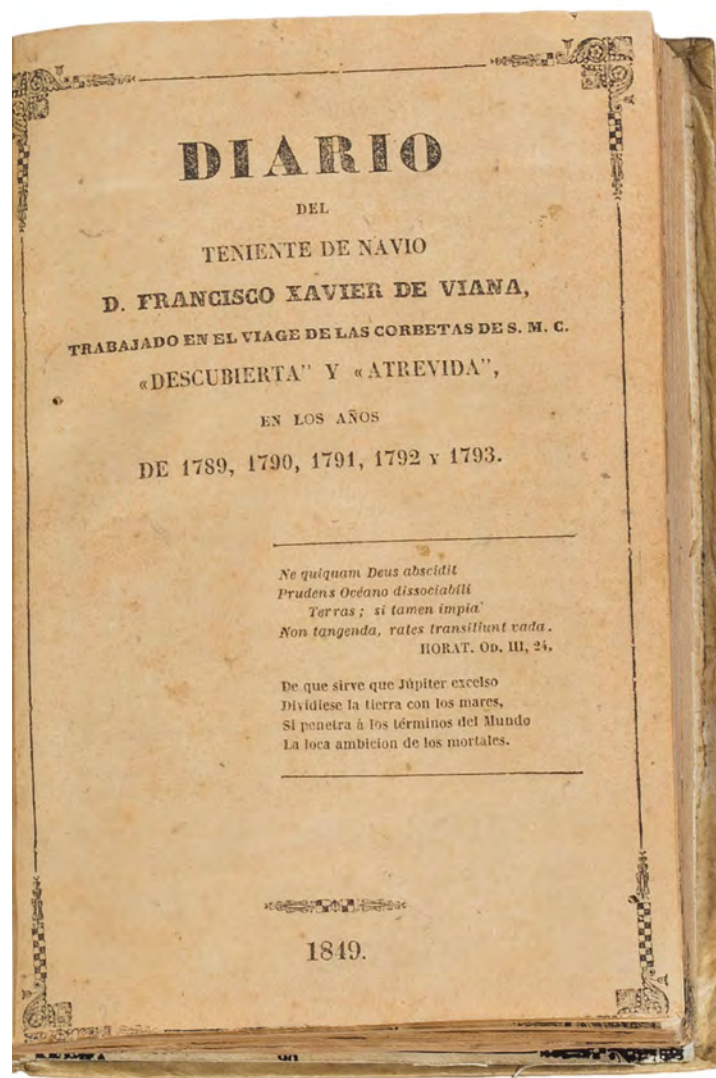 DIARIO
DEL
TENIENTE DE NAVIO
D. FRANCISCO XAVIER DE VIANA,
TRABAJADO EN EL VIAGE DE LAS CORBETAS DE S. M. C.
«DESCUBIERTA" Y «ATREVIDA",
EN LOS AÑOS
DE 1789, 1790, 1791, 1792 Y 1793.
Ne quiquam Deus abscidit
Prudens Océano dissociabili
Terras; si tamen impia
Non tangenda, rates transiliunt vada.
HORAT. OD. III, 24.
De que sirve que Júpiter excelso
Dividiese la tierra con los mares,
Si penetra á los términos del Mundo
La loca ambicion de los mortales.
1849.